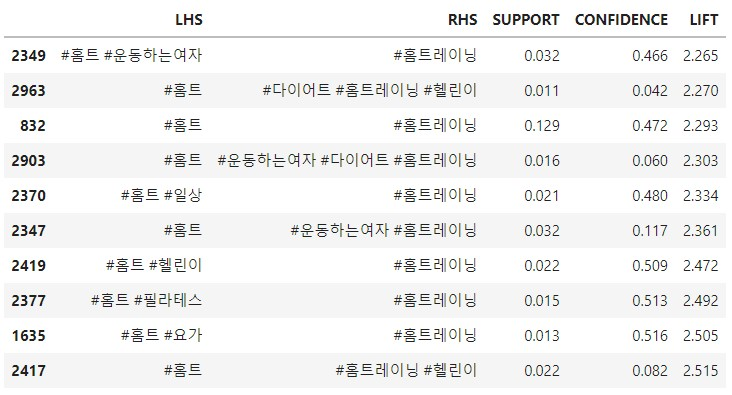 LHS RHS SUPPORT CONFIDENCE LIFT
2349 #홈트 #운동하는여자 #홈트레이닝 0.032 0.466 2.265
2963 #홈트 #다이어트 #홈트레이닝 #헬린이 0.011 0.042 2.270
832 #홈트 #홈트레이닝 0.129 0.472 2.293
2903 #홈트 #운동하는여자 #다이어트 #홈트레이닝 0.016 0.060 2.303
2370 #홈트 #일상 #홈트레이닝 0.021 0.480 2.334
2347 #홈트 #운동하는여자 #홈트레이닝 0.032 0.117 2.361
2419 #홈트 #헬린이 #홈트레이닝 0.022 0.509 2.472
2377 #홈트 #필라테스 #홈트레이닝 0.015 0.513 2.492
1635 #홈트 #요가 #홈트레이닝 0.013 0.516 2.505
2417 #홈트 #홈트레이닝 #헬린이 0.022 0.082 2.515